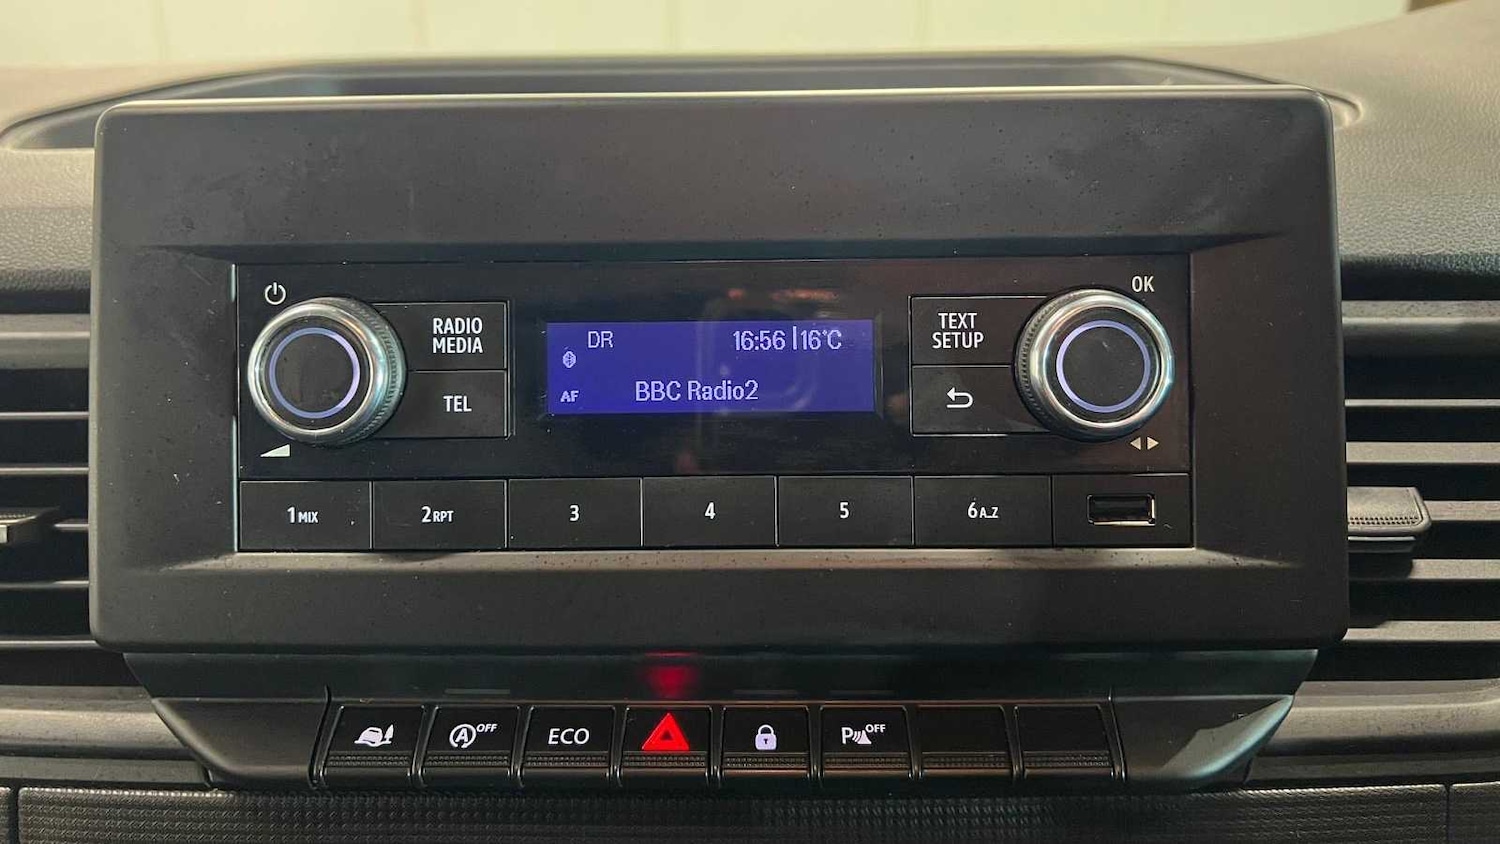 OK
RADIO
MEDIA
TEL
DR
16:56 16°C
AF
BBC Radio2
TEXT
SETUP
1MIX
2RPT
3
4
5
6A..Z
A OFF
ECO
P OFF